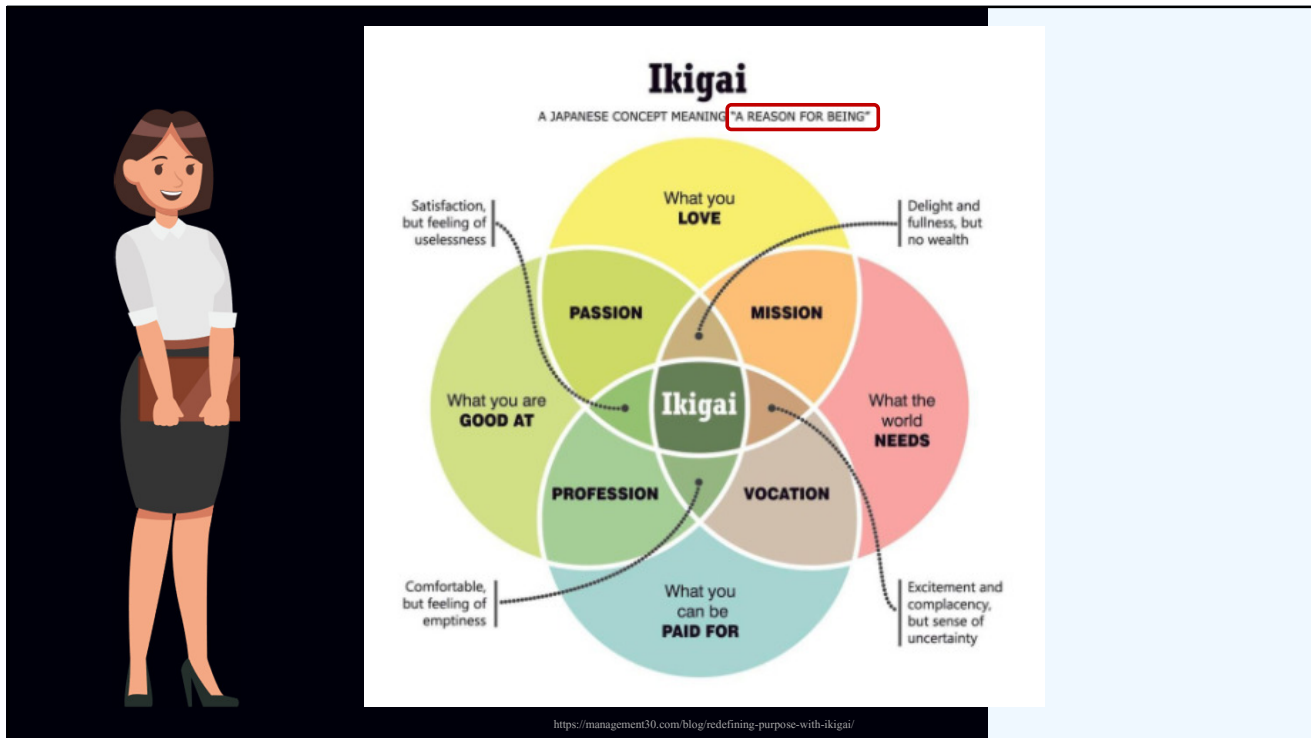 Ikigai
A JAPANESE CONCEPT MEANING "A REASON FOR BEING"
What you
LOVE
Satisfaction,
but feeling of
uselessness
Delight and
fullness, but
no wealth
PASSION
MISSION
What you are
GOOD AT
Ikigai
What the
world
NEEDS
PROFESSION
VOCATION
Comfortable,
but feeling of
emptiness
What you
can be
PAID FOR
Excitement and
complacency,
but sense of
uncertainty
https://management30.com/blog/redefining-purpose-with-ikigai/